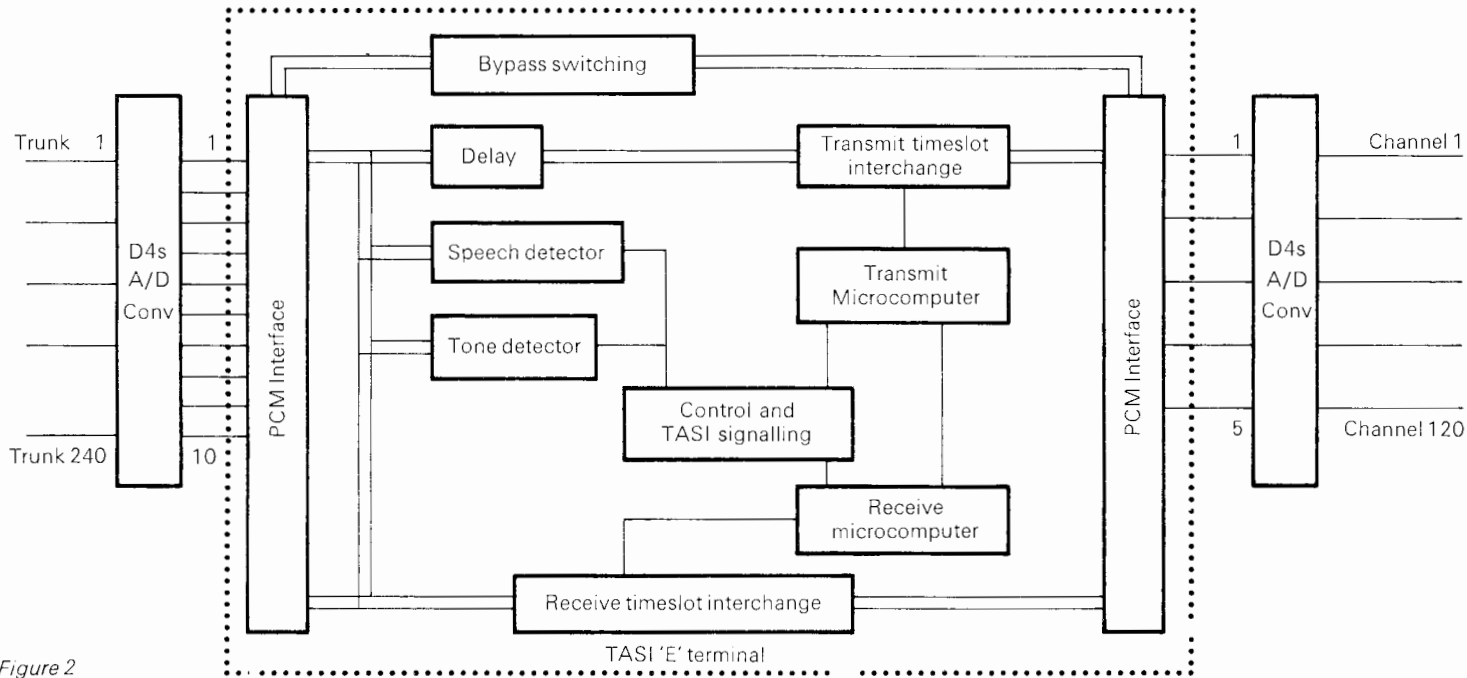 Bypass switching
Trunk 1
1
Delay
Transmit timeslot
interchange
1
Channel 1
D4s
A/D
Conv
PCM Interface
Speech detector
Transmit
Microcomputer
PCM Interface
D4s
A/D
Conv
Tone detector
Control and
TASI signalling
Trunk 240
10
5
Channel 120
Receive
microcomputer
Receive timeslot interchange
TASI 'E' terminal
Figure 2